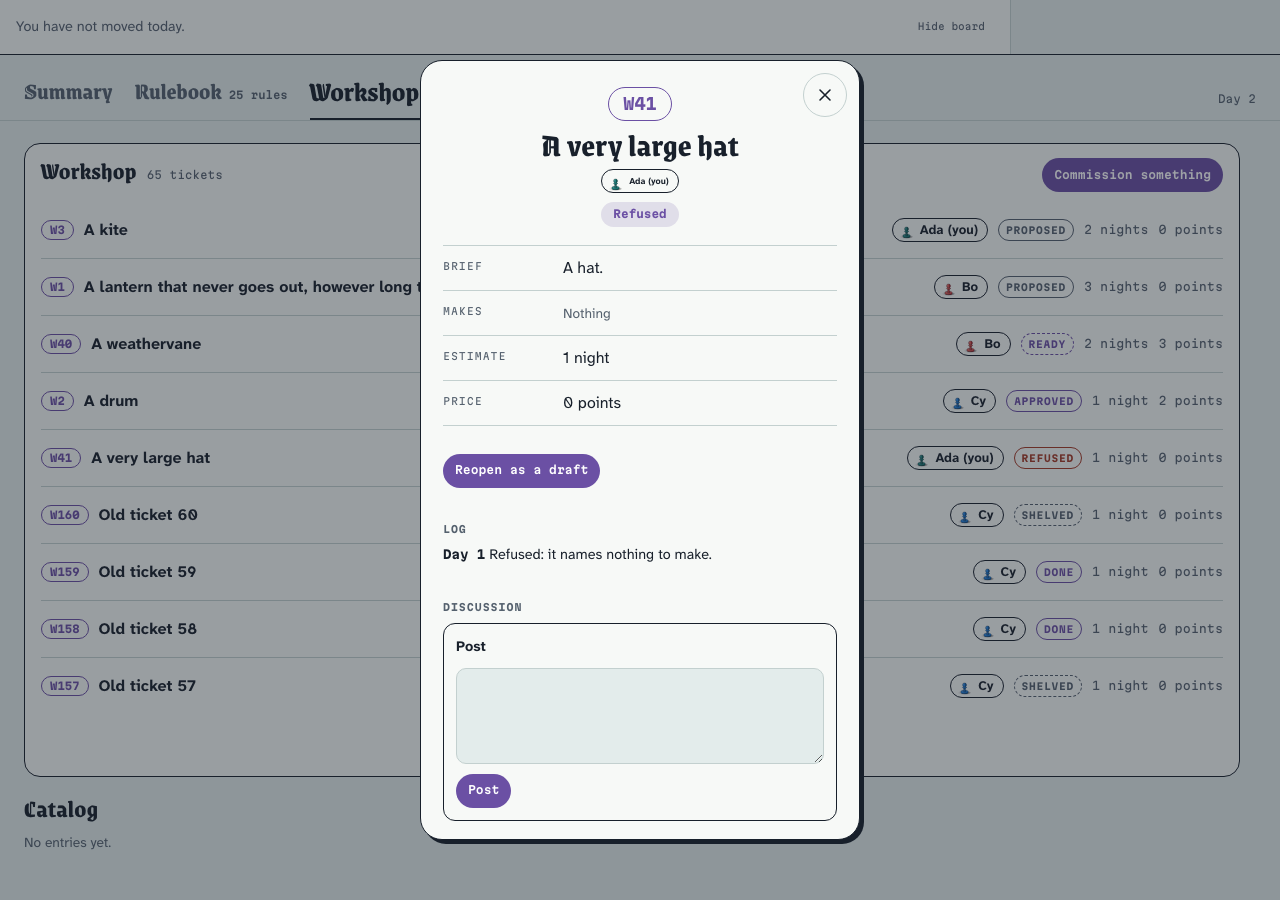 You have not moved today.
Hide board
Summary
Rulebook 25 rules
Workshop
Day 2
Workshop 65 tickets
Commission something
W3 A kite
Ada (you) PROPOSED 2 nights 0 points
W1 A lantern that never goes out, however long
Bo PROPOSED 3 nights 0 points
W40 A weathervane
Bo READY 2 nights 3 points
W2 A drum
Cy APPROVED 1 night 2 points
W41 A very large hat
Ada (you) REFUSED 1 night 0 points
W160 Old ticket 60
Cy SHELVED 1 night 0 points
W159 Old ticket 59
Cy DONE 1 night 0 points
W158 Old ticket 58
Cy DONE 1 night 0 points
W157 Old ticket 57
Cy SHELVED 1 night 0 points
Catalog
No entries yet.
W41
A very large hat
Ada (you)
Refused
BRIEF A hat.
MAKES Nothing
ESTIMATE 1 night
PRICE 0 points
Reopen as a draft
LOG
Day 1 Refused: it names nothing to make.
DISCUSSION
Post
Post